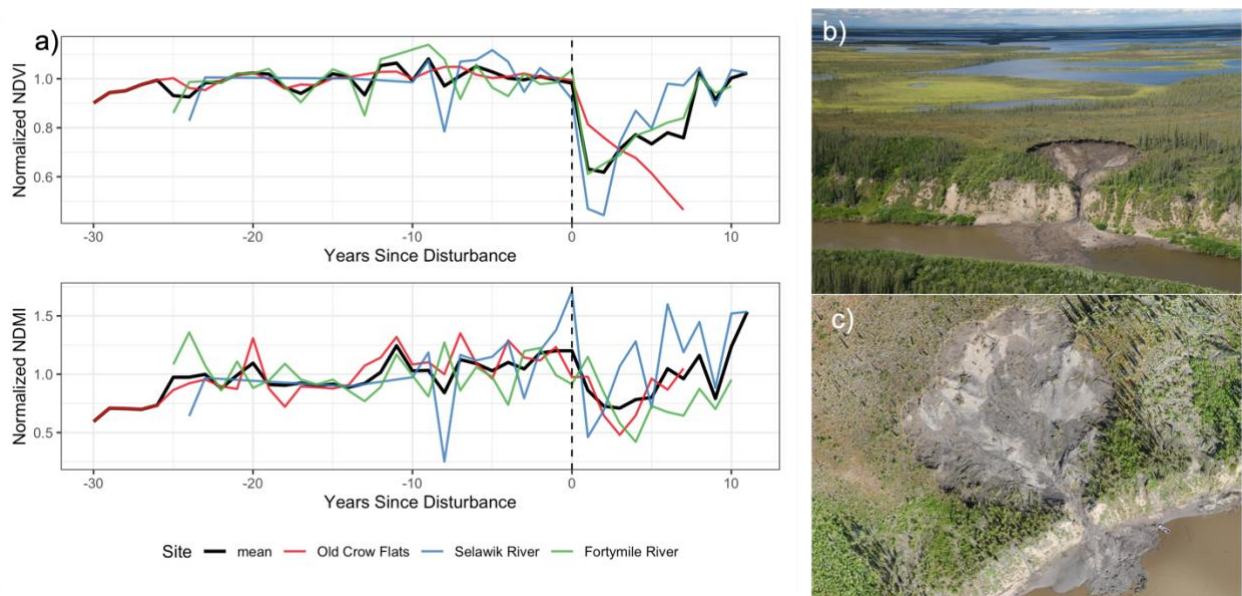 a)
Normalized NDVI
1.0
0.8
0.6
-30 -20 -10 0 10
Years Since Disturbance
Normalized NDMI
1.5
1.0
0.5
-30 -20 -10 0 10
Years Since Disturbance
Site mean Old Crow Flats Selawik River Fortymile River
b)
c)